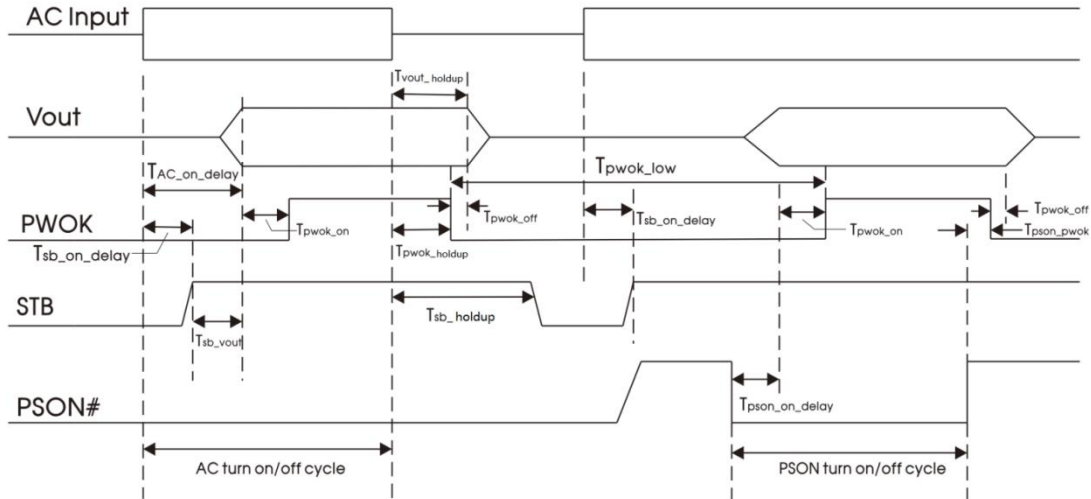 AC Input
Tvout_holdup
Vout
TAC_on_delay
Tpwok_low
PWOK
Tpwok_on
Tpwok_off
Tsb_on_delay
Tpwok_on
Tpwok_off
Tpson_pwok
Tsb_on_delay
Tpwok_holdup
STB
Tsb_vout
Tsb_holdup
PSON#
Tpson_on_delay
AC turn on/off cycle
PSON turn on/off cycle